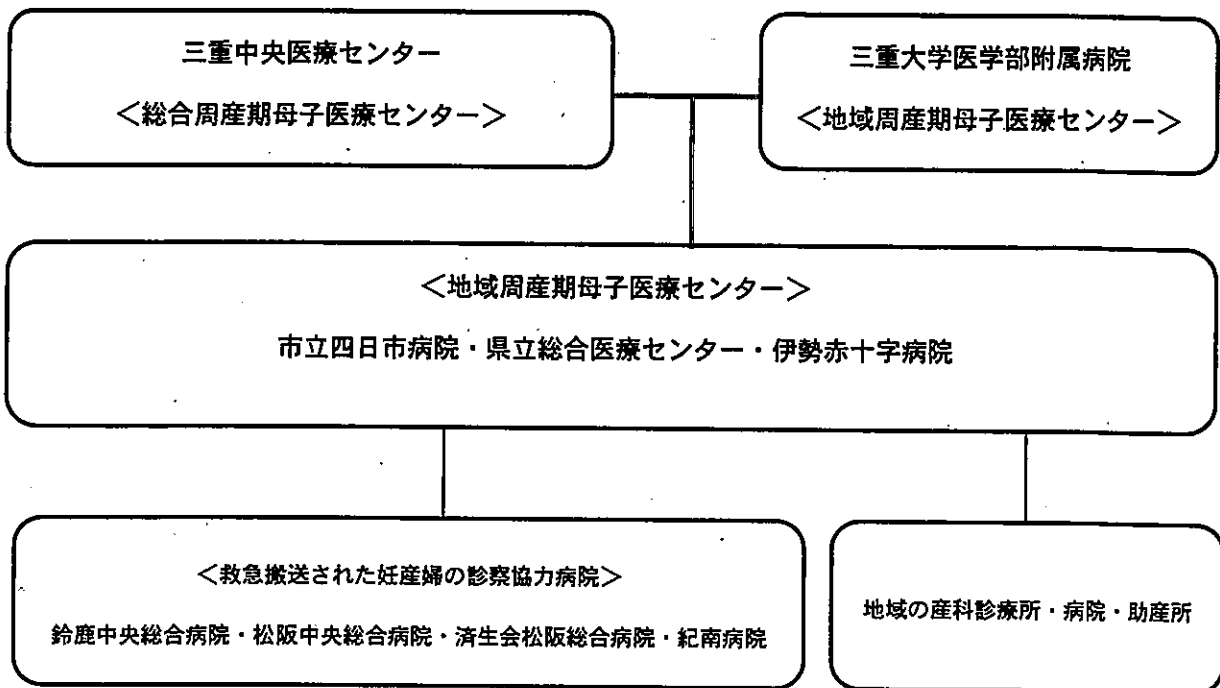 三重中央医療センター
＜総合周産期母子医療センター＞
三重大学医学部附属病院
＜地域周産期母子医療センター＞
＜地域周産期母子医療センター＞
市立四日市病院・県立総合医療センター・伊勢赤十字病院
＜救急搬送された妊産婦の診察協力病院＞
鈴鹿中央総合病院・松阪中央総合病院・済生会松阪総合病院・紀南病院
地域の産科診療所・病院・助産所